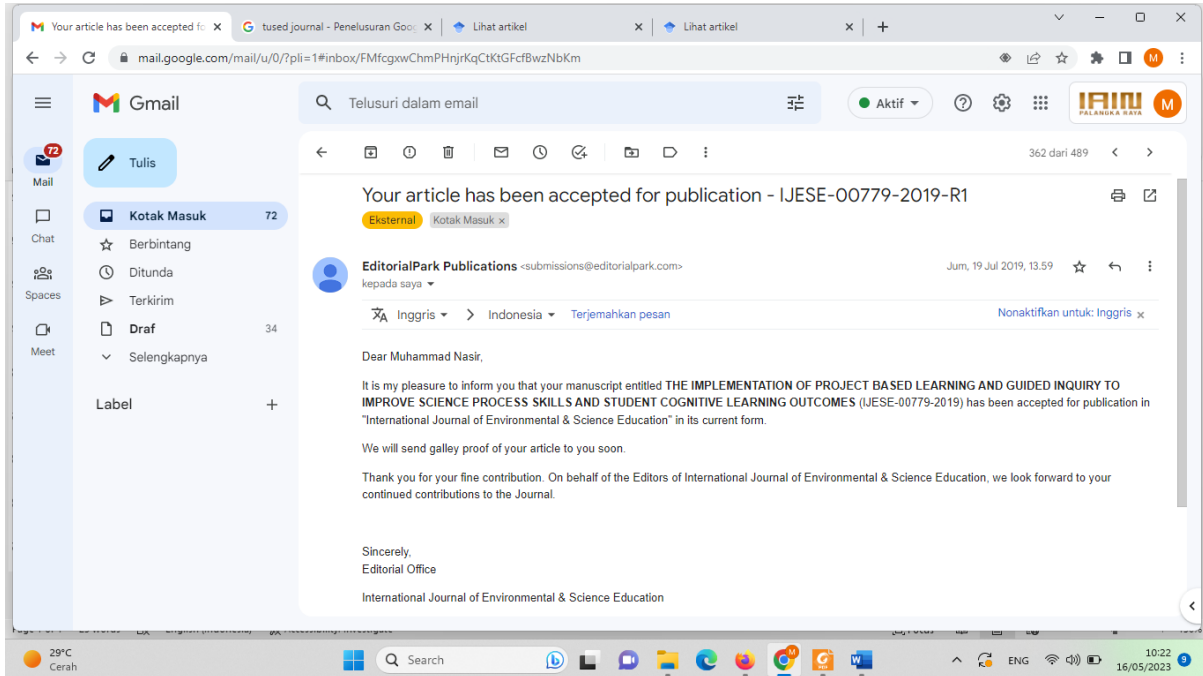 Your article has been accepted fo
tused journal - Penelusuran Goog
Lihat artikel
Lihat artikel
mail.google.com/mail/u/0/?pli=1#inbox/FMfcgxwChmPHnjrKqCtKtGFcfBwzNbKm
M
Gmail
Telusuri dalam email
Aktif
IAIN
PALANGKA RAYA
M
72
Mail
Chat
Spaces
Meet
Tulis
Kotak Masuk 72
Berbintang
Ditunda
Terkirim
Draf 34
Selengkapnya
Label
362 dari 489
Your article has been accepted for publication - IJESE-00779-2019-R1
Eksternal Kotak Masuk ×
EditorialPark Publications <submissions@editorialpark.com> Jum, 19 Jul 2019, 13.59
kepada saya
Inggris > Indonesia Terjemahkan pesan Nonaktifkan untuk: Inggris ×
Dear Muhammad Nasir,
It is my pleasure to inform you that your manuscript entitled THE IMPLEMENTATION OF PROJECT BASED LEARNING AND GUIDED INQUIRY TO
IMPROVE SCIENCE PROCESS SKILLS AND STUDENT COGNITIVE LEARNING OUTCOMES (IJESE-00779-2019) has been accepted for publication in
"International Journal of Environmental & Science Education" in its current form.
We will send galley proof of your article to you soon.
Thank you for your fine contribution. On behalf of the Editors of International Journal of Environmental & Science Education, we look forward to your
continued contributions to the Journal.
Sincerely,
Editorial Office
International Journal of Environmental & Science Education
29°C
Cerah
Search
ENG
10:22
16/05/2023
9